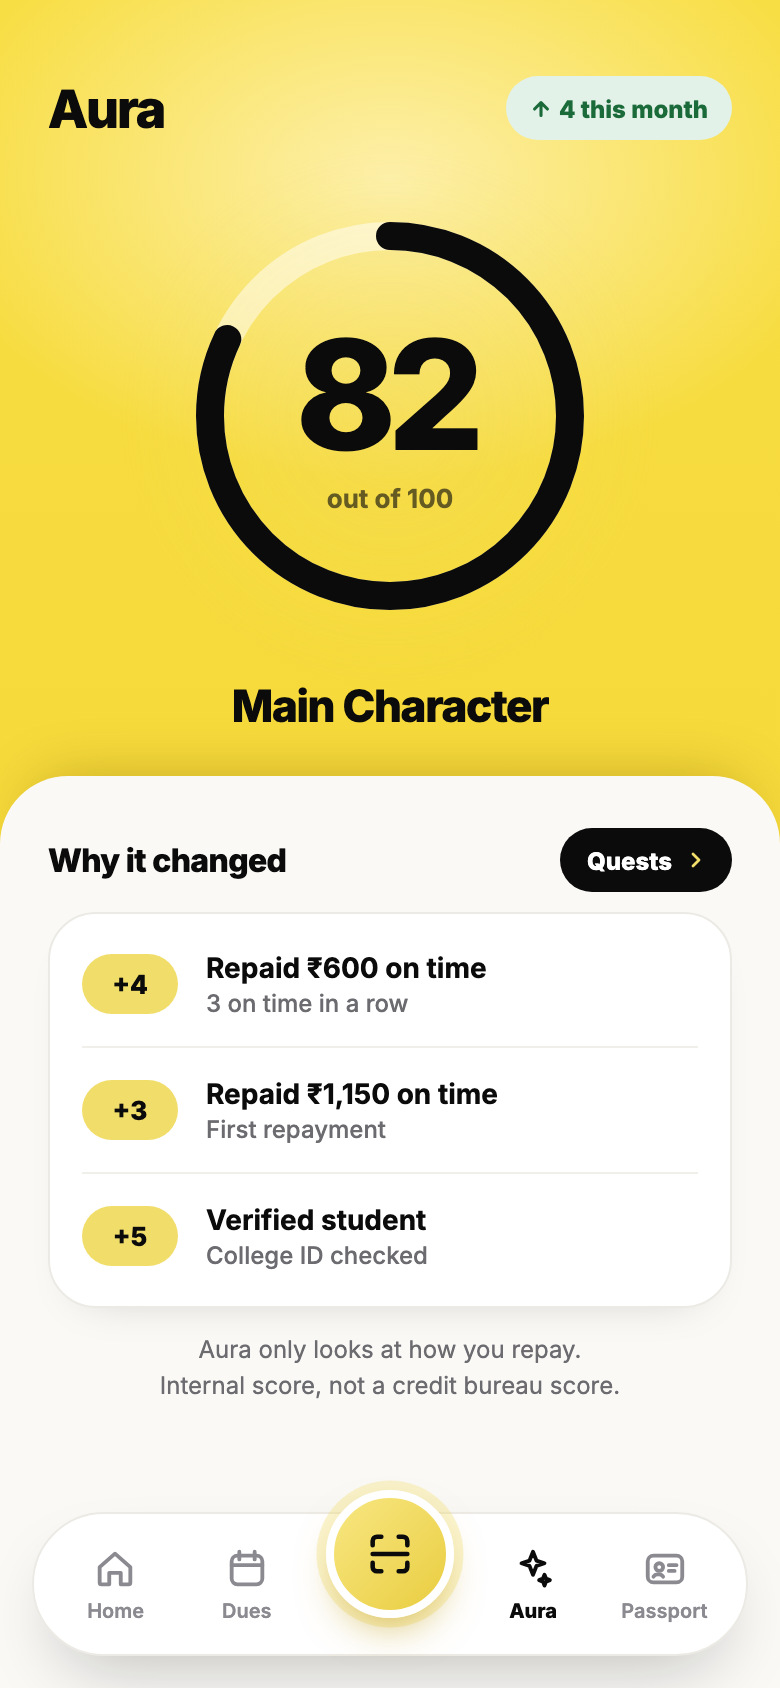 Aura
↑ 4 this month
82
out of 100
Main Character
Why it changed
Quests
+4
Repaid ₹600 on time
3 on time in a row
+3
Repaid ₹1,150 on time
First repayment
+5
Verified student
College ID checked
Aura only looks at how you repay.
Internal score, not a credit bureau score.
Home
Dues
Aura
Passport